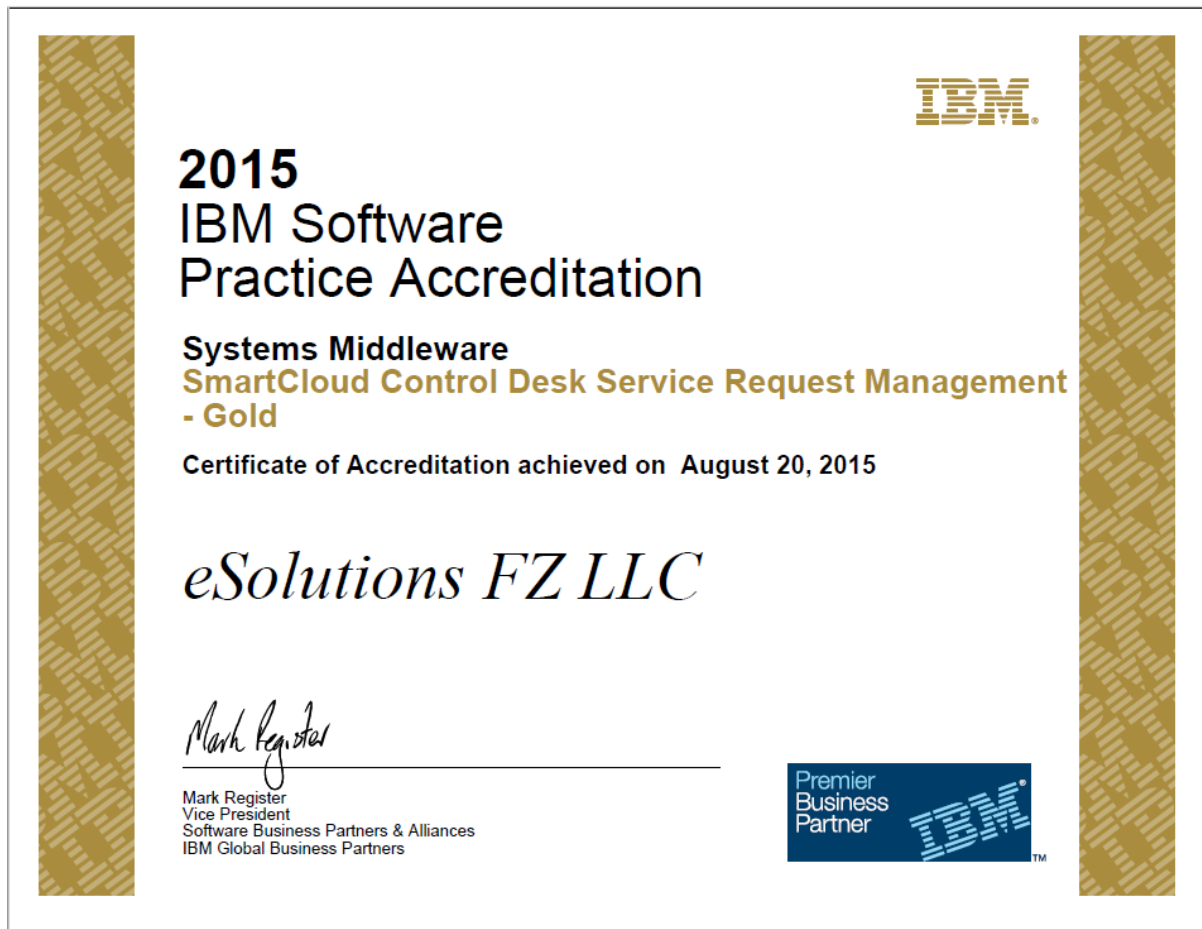 IBM®
2015
IBM Software
Practice Accreditation
Systems Middleware
SmartCloud Control Desk Service Request Management
- Gold
Certificate of Accreditation achieved on August 20, 2015
eSolutions FZ LLC
Mark Register
Mark Register
Vice President
Software Business Partners & Alliances
IBM Global Business Partners
Premier
Business
Partner
IBM®
TM